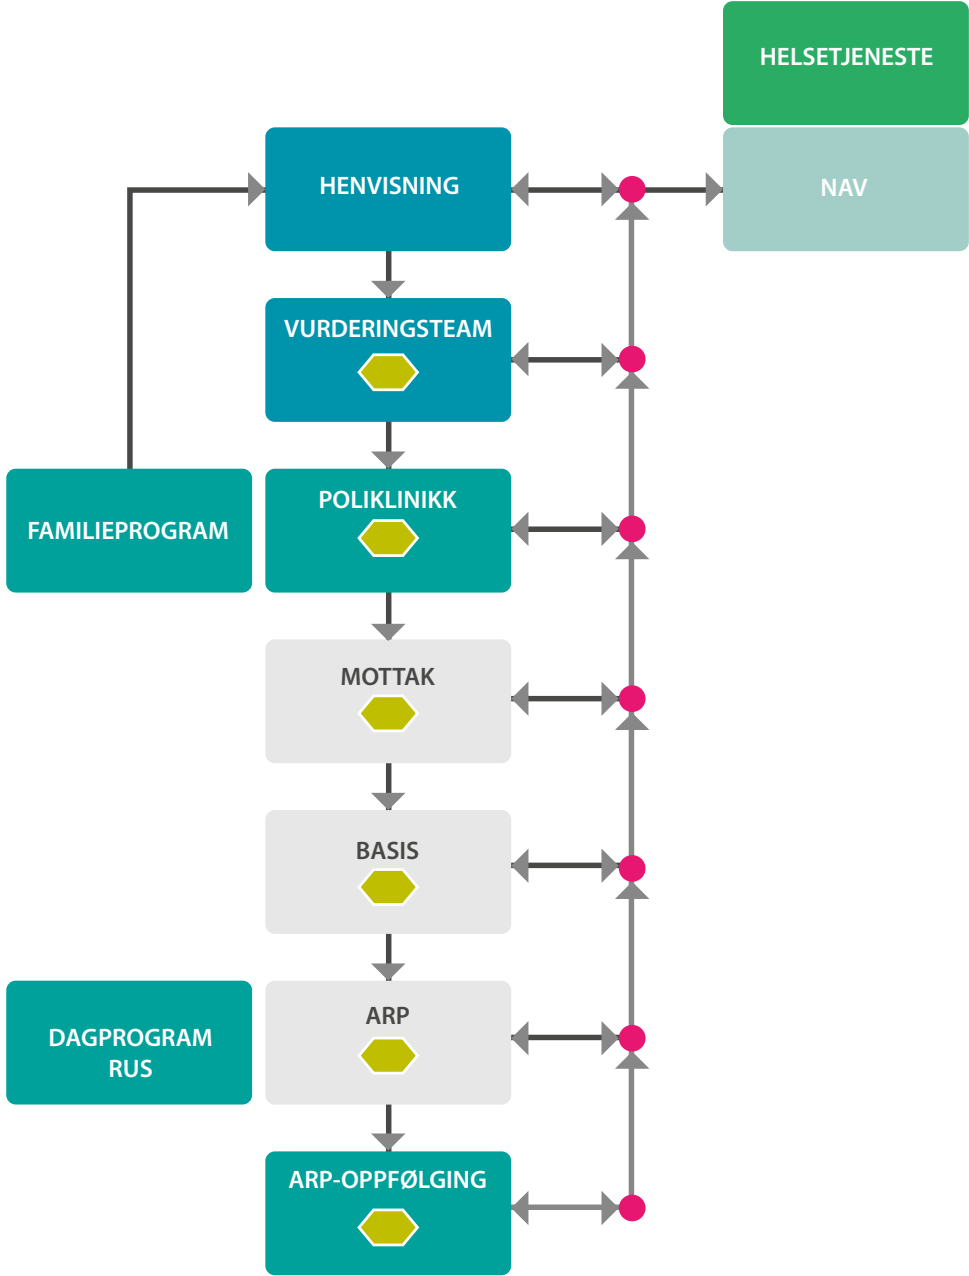 HELSETJENESTE
HENVISNING
NAV
VURDERINGSTEAM
POLIKLINIKK
FAMILIEPROGRAM
MOTTAK
BASIS
ARP
DAGPROGRAM
RUS
ARP-OPPFØLGING